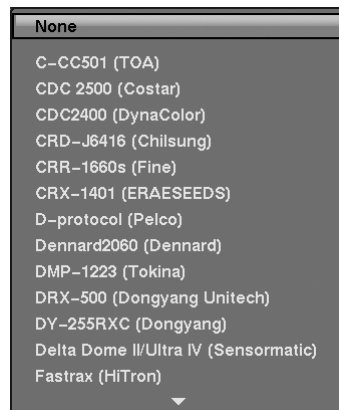 None
C-CC501 (TOA)
CDC 2500 (Costar)
CDC2400 (DynaColor)
CRD-J6416 (Chilsung)
CRR-1660s (Fine)
CRX-1401 (ERAESEEDS)
D-protocol (Pelco)
Dennard2060 (Dennard)
DMP-1223 (Tokina)
DRX-500 (Dongyang Unitech)
DY-255RXC (Dongyang)
Delta Dome II/Ultra IV (Sensormatic)
Fastrax (HiTron)